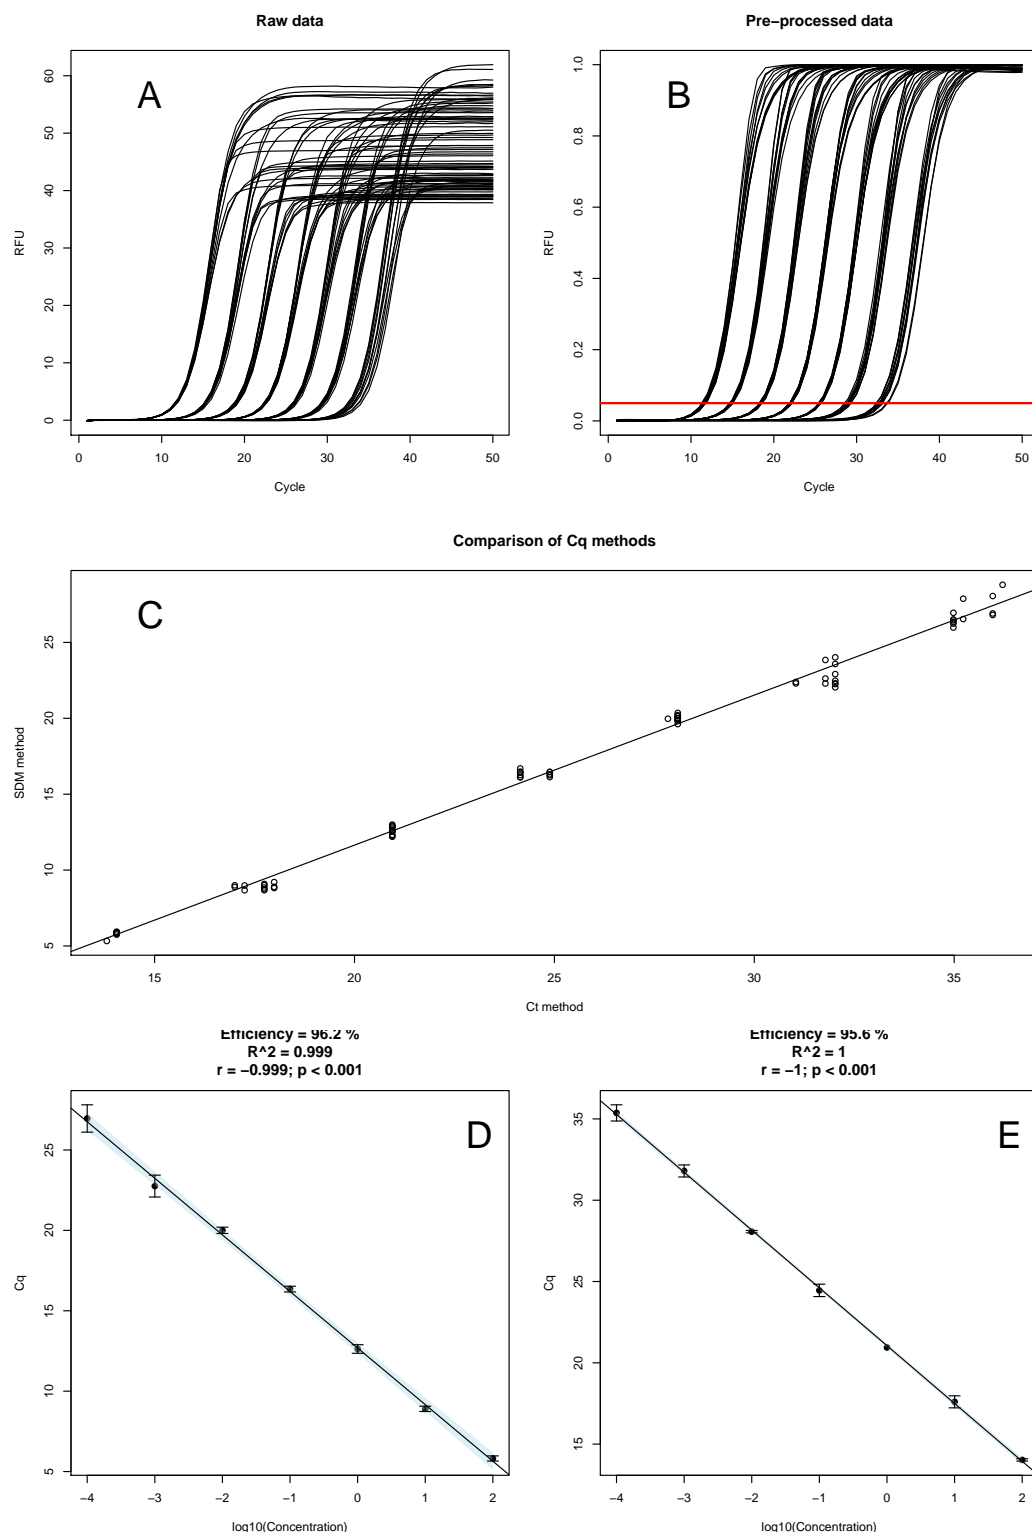 Raw data
A
RFU
0
10
20
30
40
50
60
0
10
20
30
40
50
Cycle
Pre−processed data
B
RFU
0.0
0.2
0.4
0.6
0.8
1.0
0
10
20
30
40
50
Cycle
Comparison of Cq methods
C
SDM method
5
10
15
20
25
15
20
25
30
35
Ct method
Efficiency = 96.2 %
R^2 = 0.999
r = −0.999; p < 0.001
D
Cq
5
10
15
20
25
−4
−3
−2
−1
0
1
2
log10(Concentration)
Efficiency = 95.6 %
R^2 = 1
r = −1; p < 0.001
E
Cq
15
20
25
30
35
−4
−3
−2
−1
0
1
2
log10(Concentration)